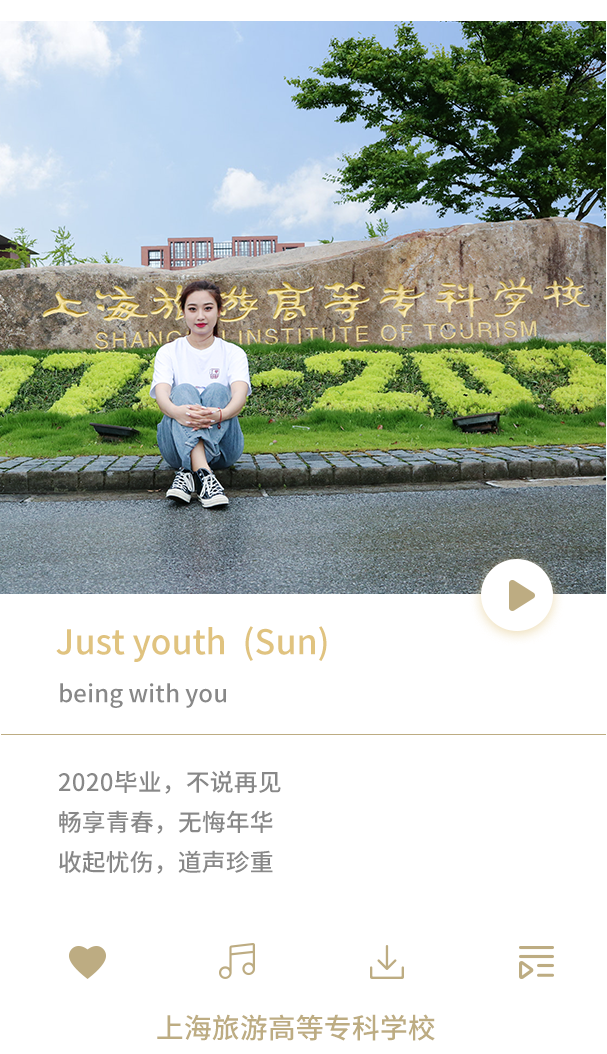 上海旅游高等专科学校
SHANG I INSTITUTE OF TOURISM
Just youth (Sun)
being with you
2020毕业，不说再见
畅享青春，无悔年华
收起忧伤，道声珍重
上海旅游高等专科学校